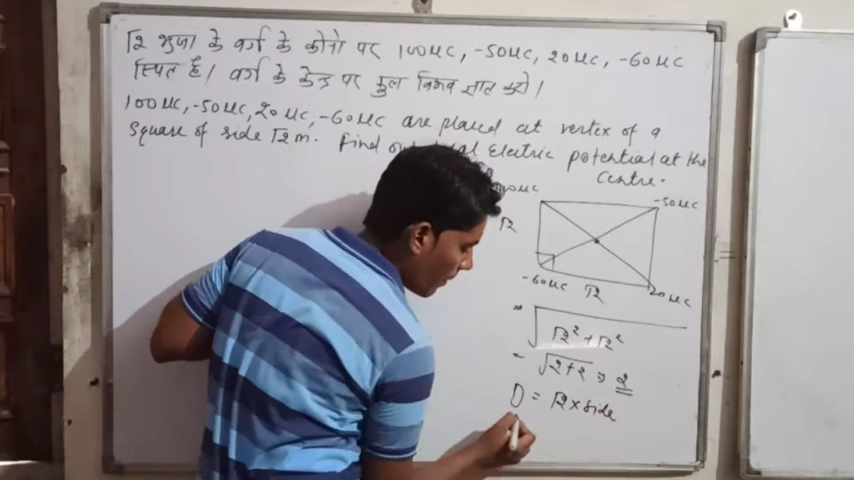 √2 भुजा के वर्ग के कोनो पर 100μC, -50μC, 20μC, -60μC
स्थित हैं। वर्ग के केन्द्र पर कुल विभव ज्ञात करो।
100μC, -50μC, 20μC, -60μC are placed at vertex of a
square of side √2 m. Find Electric potential at the
centre.
-50μC
√2
-60μC √2 20μC
= √√2² + √2²
= √2+2 ⇒ 2
D = √2 × side